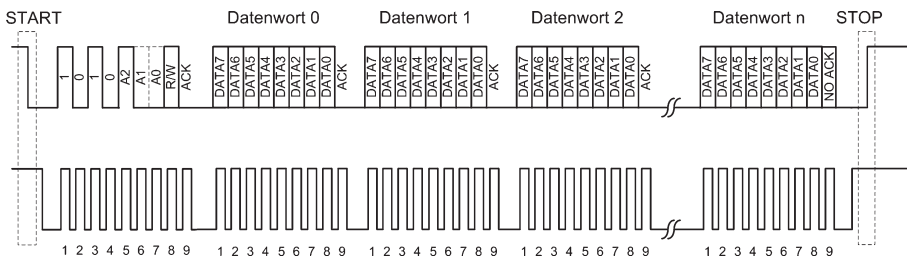 START Datenwort 0 Datenwort 1 Datenwort 2 Datenwort n STOP
1 0 1 0 A2 A1 A0 R/W ACK DATA7 DATA6 DATA5 DATA4 DATA3 DATA2 DATA1 DATA0 ACK DATA7 DATA6 DATA5 DATA4 DATA3 DATA2 DATA1 DATA0 ACK DATA7 DATA6 DATA5 DATA4 DATA3 DATA2 DATA1 DATA0 ACK DATA7 DATA6 DATA5 DATA4 DATA3 DATA2 DATA1 DATA0 NO ACK
1 2 3 4 5 6 7 8 9 1 2 3 4 5 6 7 8 9 1 2 3 4 5 6 7 8 9 1 2 3 4 5 6 7 8 9 1 2 3 4 5 6 7 8 9